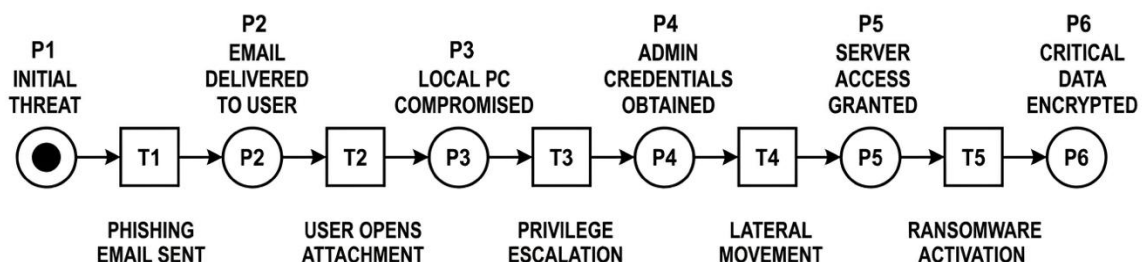 P1
INITIAL
THREAT
P2
EMAIL
DELIVERED
TO USER
P3
LOCAL PC
COMPROMISED
P4
ADMIN
CREDENTIALS
OBTAINED
P5
SERVER
ACCESS
GRANTED
P6
CRITICAL
DATA
ENCRYPTED
T1
P2
T2
P3
T3
P4
T4
P5
T5
P6
PHISHING
EMAIL SENT
USER OPENS
ATTACHMENT
PRIVILEGE
ESCALATION
LATERAL
MOVEMENT
RANSOMWARE
ACTIVATION